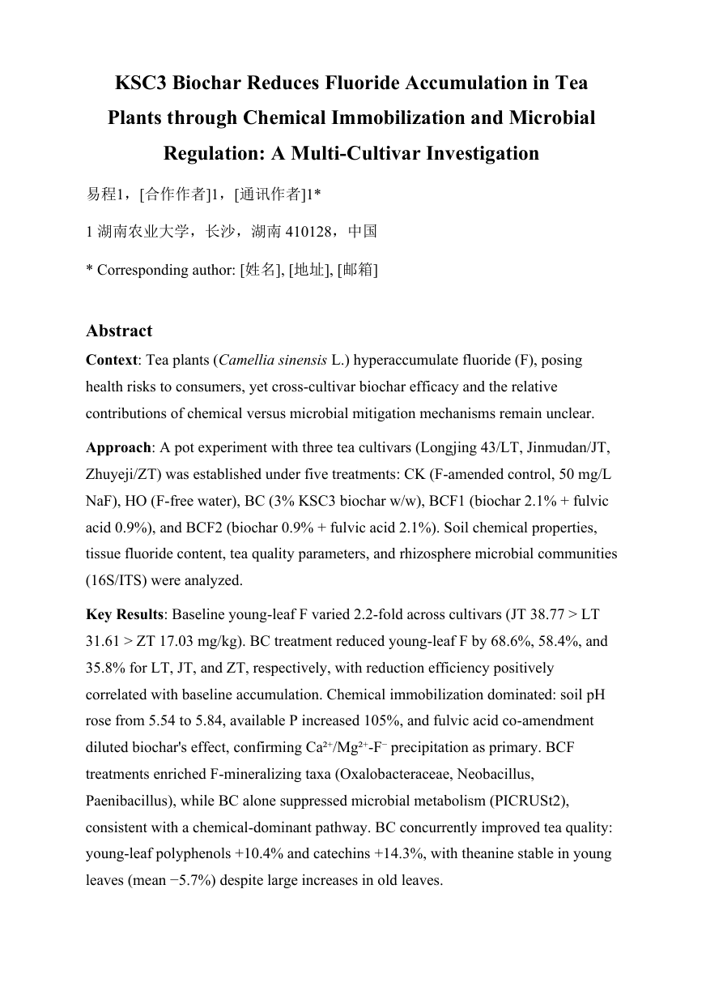 KSC3 Biochar Reduces Fluoride Accumulation in Tea
Plants through Chemical Immobilization and Microbial
Regulation: A Multi-Cultivar Investigation
易程1，[合作作者]1，[通讯作者]1*
1 湖南农业大学，长沙，湖南 410128，中国
* Corresponding author: [姓名], [地址], [邮箱]
Abstract
Context: Tea plants (Camellia sinensis L.) hyperaccumulate fluoride (F), posing
health risks to consumers, yet cross-cultivar biochar efficacy and the relative
contributions of chemical versus microbial mitigation mechanisms remain unclear.
Approach: A pot experiment with three tea cultivars (Longjing 43/LT, Jinmudan/JT,
Zhuyeji/ZT) was established under five treatments: CK (F-amended control, 50 mg/L
NaF), HO (F-free water), BC (3% KSC3 biochar w/w), BCF1 (biochar 2.1% + fulvic
acid 0.9%), and BCF2 (biochar 0.9% + fulvic acid 2.1%). Soil chemical properties,
tissue fluoride content, tea quality parameters, and rhizosphere microbial communities
(16S/ITS) were analyzed.
Key Results: Baseline young-leaf F varied 2.2-fold across cultivars (JT 38.77 > LT
31.61 > ZT 17.03 mg/kg). BC treatment reduced young-leaf F by 68.6%, 58.4%, and
35.8% for LT, JT, and ZT, respectively, with reduction efficiency positively
correlated with baseline accumulation. Chemical immobilization dominated: soil pH
rose from 5.54 to 5.84, available P increased 105%, and fulvic acid co-amendment
diluted biochar's effect, confirming Ca²⁺/Mg²⁺-F⁻ precipitation as primary. BCF
treatments enriched F-mineralizing taxa (Oxalobacteraceae, Neobacillus,
Paenibacillus), while BC alone suppressed microbial metabolism (PICRUSt2),
consistent with a chemical-dominant pathway. BC concurrently improved tea quality:
young-leaf polyphenols +10.4% and catechins +14.3%, with theanine stable in young
leaves (mean −5.7%) despite large increases in old leaves.